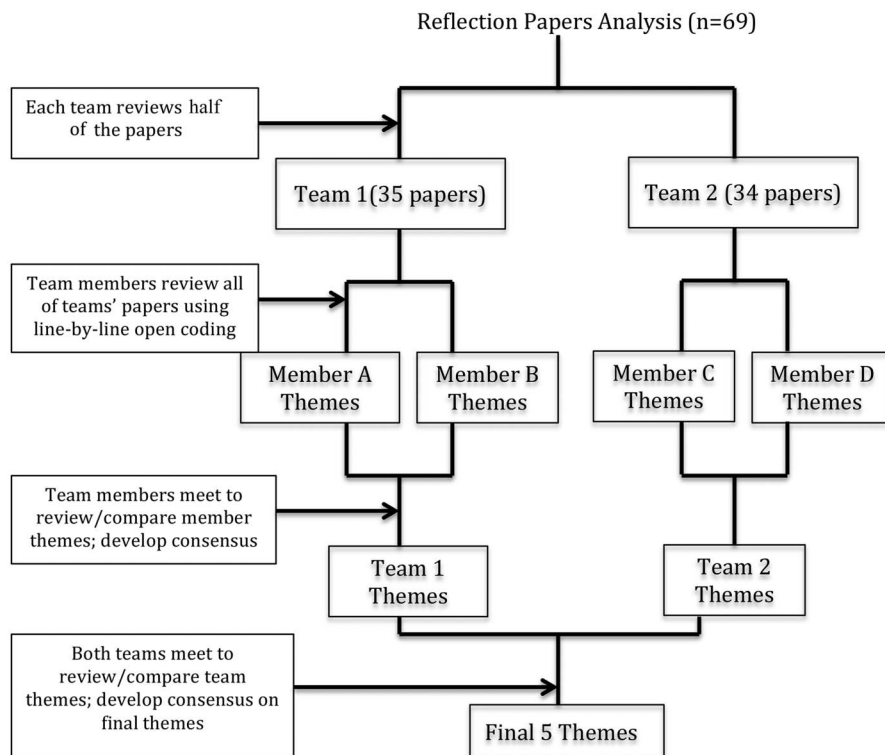 Reflection Papers Analysis (n=69)
Each team reviews half
of the papers
Team 1(35 papers)
Team 2 (34 papers)
Team members review all
of teams’ papers using
line-by-line open coding
Member A
Themes
Member B
Themes
Member C
Themes
Member D
Themes
Team members meet to
review/compare member
themes; develop consensus
Team 1
Themes
Team 2
Themes
Both teams meet to
review/compare team
themes; develop consensus on
final themes
Final 5 Themes